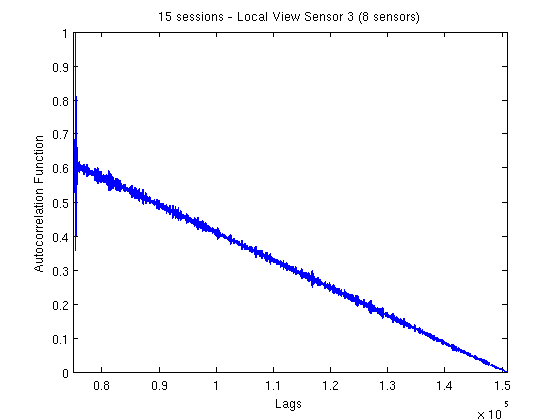 15 sessions - Local View Sensor 3 (8 sensors)
1
0.9
0.8
0.7
0.6
0.5
0.4
0.3
0.2
0.1
0
Autocorrelation Function
0.8 0.9 1 1.1 1.2 1.3 1.4 1.5
Lags
x 10 5